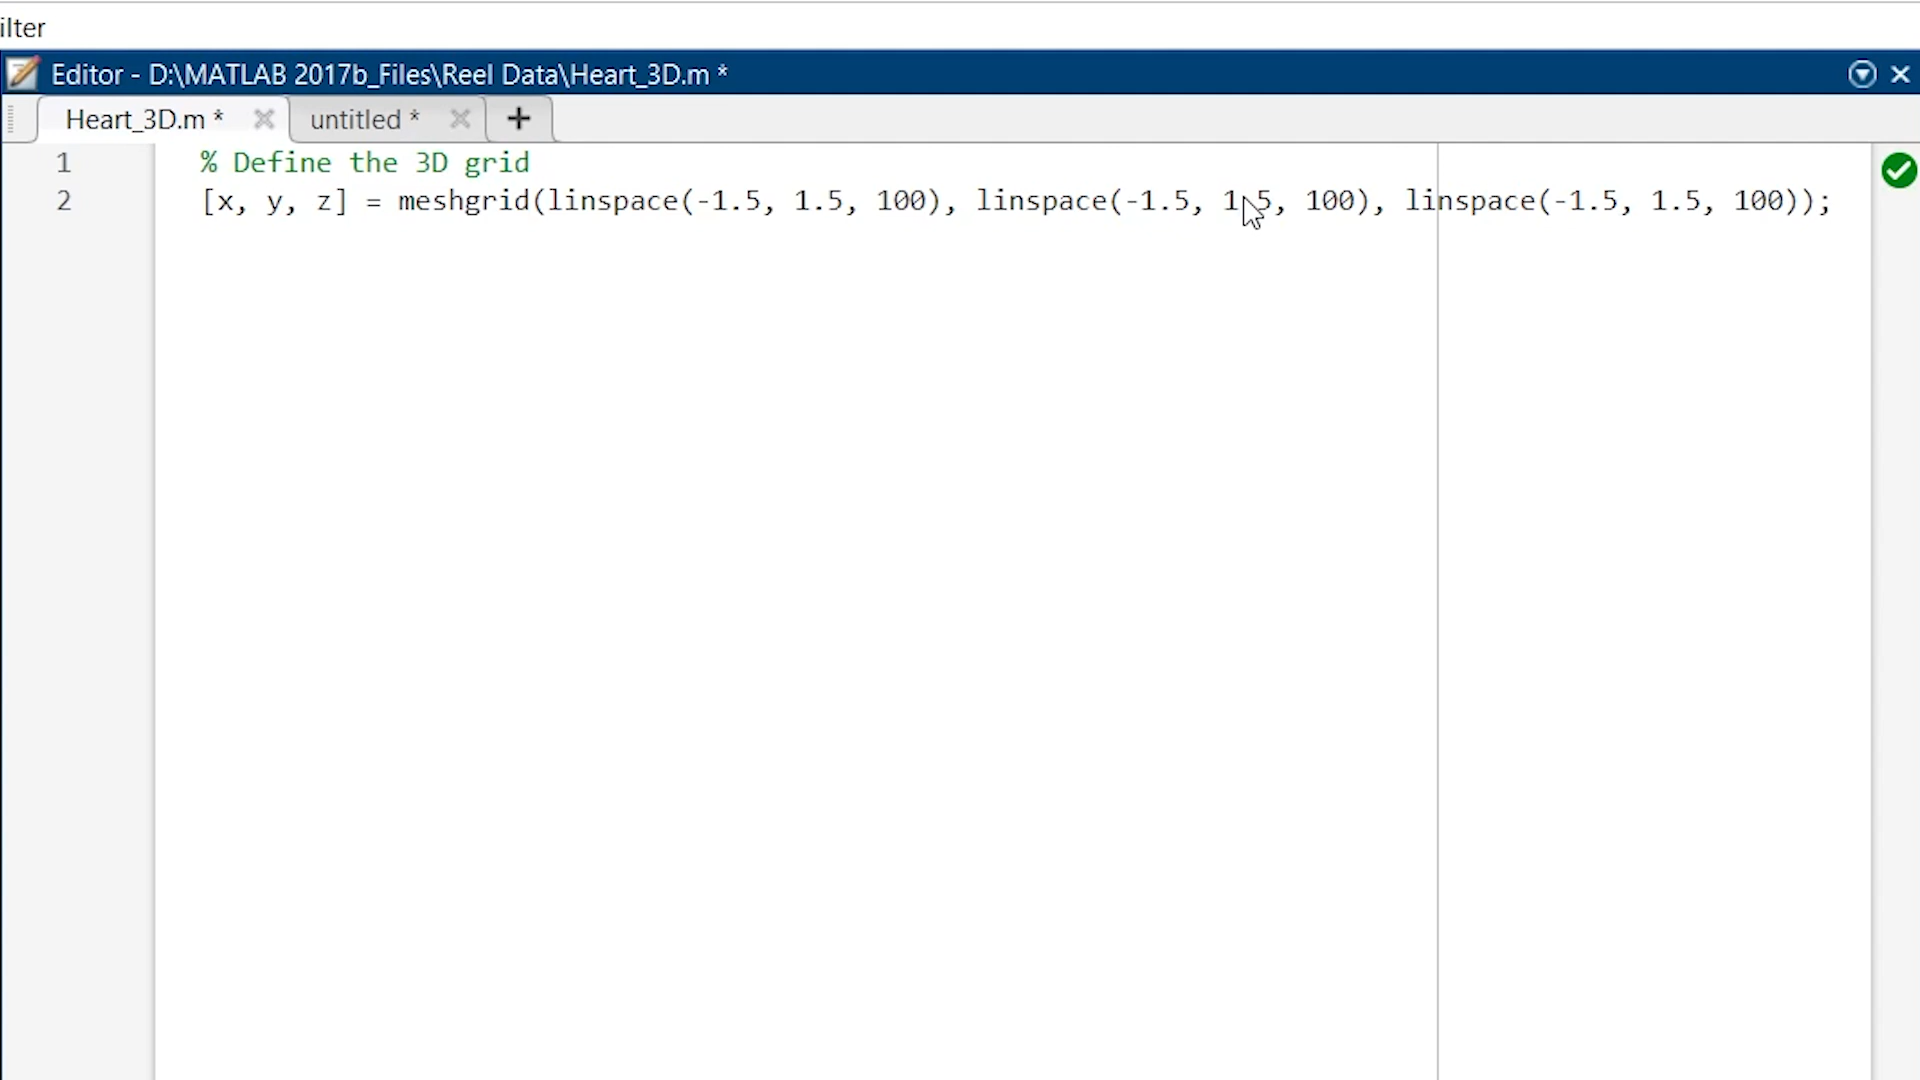 ilter
Editor - D:\MATLAB 2017b_Files\Reel Data\Heart_3D.m *
Heart_3D.m * untitled * +
1 % Define the 3D grid
2 [x, y, z] = meshgrid(linspace(-1.5, 1.5, 100), linspace(-1.5, 1.5, 100), linspace(-1.5, 1.5, 100));